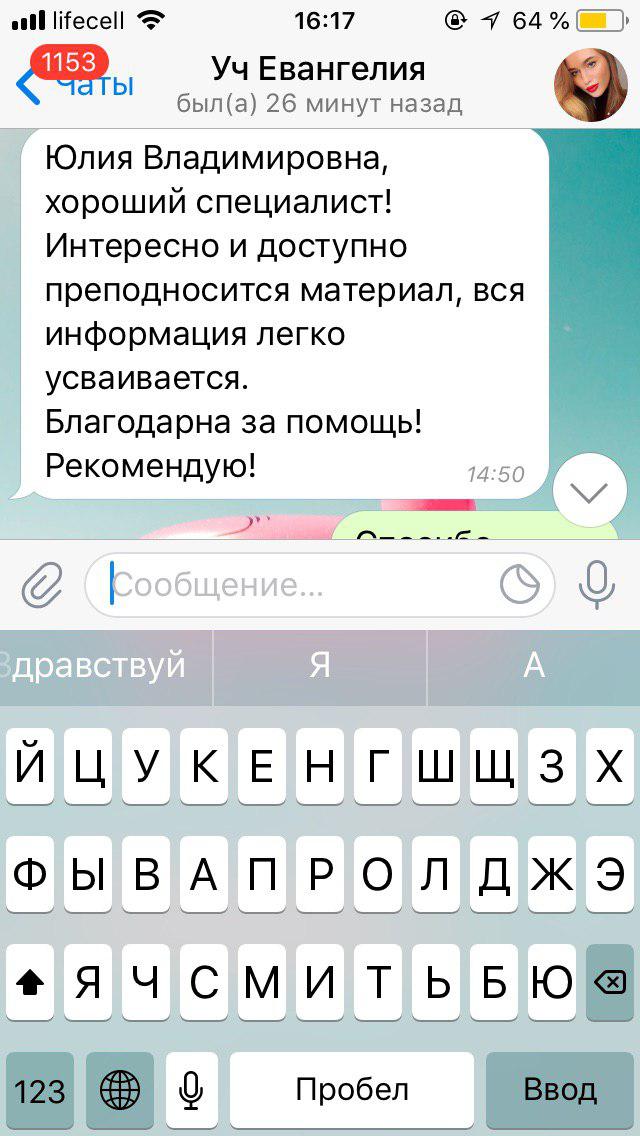 lifecell 16:17 64 %
1153
Чаты
Уч Евангелия
был(а) 26 минут назад
Юлия Владимировна,
хороший специалист!
Интересно и доступно
преподносится материал, вся
информация легко
усваивается.
Благодарна за помощь!
Рекомендую!
14:50
Спасибо
Сообщение...
Здравствуй Я А
Й Ц У К Е Н Г Ш Щ З Х
Ф Ы В А П Р О Л Д Ж Э
Я Ч С М И Т Ь Б Ю
123 Пробел Ввод